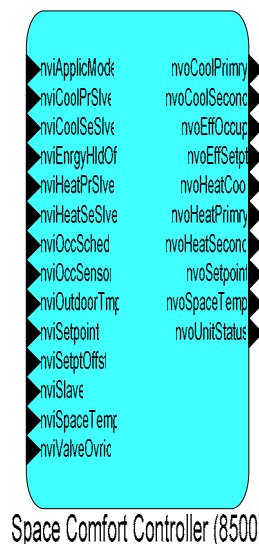 nviApplicMode
nviCoolPrSlve
nviCoolSeSlve
nviEnrgyHldOf
nviHeatPrSlve
nviHeatSeSlve
nviOccSched
nviOccSensor
nviOutdoorTmp
nviSetpoint
nviSetptOffst
nviSlave
nviSpaceTemp
nviValveOvrid
nvoCoolPrimry
nvoCoolSecond
nvoEffOccup
nvoEffSetpt
nvoHeatCool
nvoHeatPrimry
nvoHeatSecond
nvoSetpoint
nvoSpaceTemp
nvoUnitStatus
Space Comfort Controller (8500